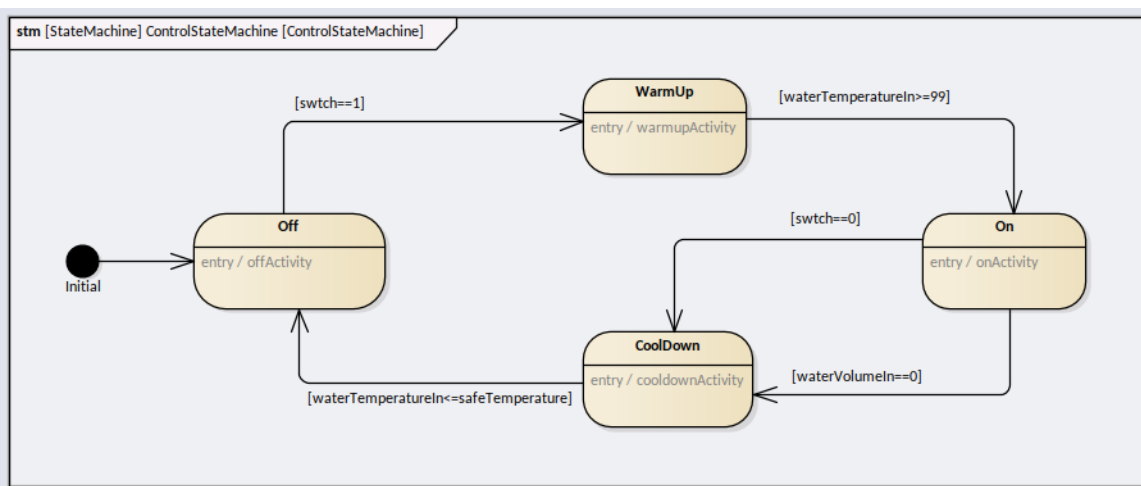 stm [StateMachine] ControlStateMachine [ControlStateMachine]
WarmUp
entry / warmupActivity
[swtch==1]
[waterTemperatureIn>=99]
Off
entry / offActivity
Initial
[swtch==0]
On
entry / onActivity
CoolDown
entry / cooldownActivity
[waterVolumeIn==0]
[waterTemperatureIn<=safeTemperature]